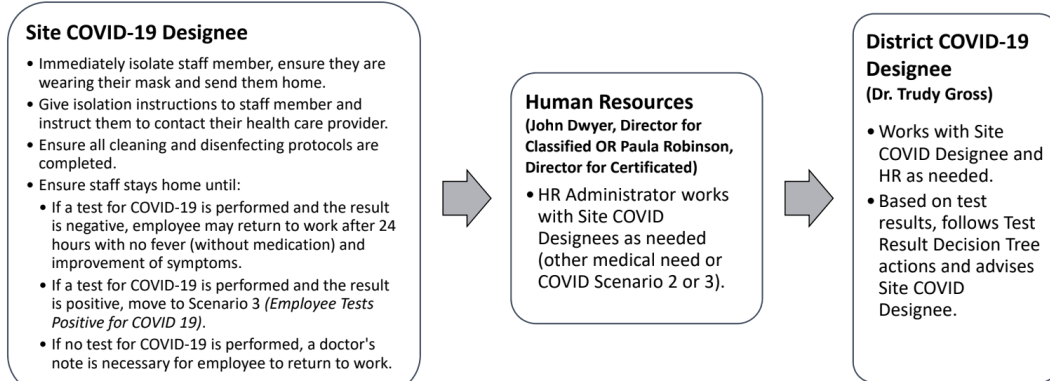 Site COVID-19 Designee
• Immediately isolate staff member, ensure they are
wearing their mask and send them home.
• Give isolation instructions to staff member and
instruct them to contact their health care provider.
• Ensure all cleaning and disenfecting protocols are
completed.
• Ensure staff stays home until:
• If a test for COVID-19 is performed and the result
is negative, employee may return to work after 24
hours with no fever (without medication) and
improvement of symptoms.
• If a test for COVID-19 is performed and the result
is positive, move to Scenario 3 (Employee Tests
Positive for COVID 19).
• If no test for COVID-19 is performed, a doctor's
note is necessary for employee to return to work.
Human Resources
(John Dwyer, Director for
Classified OR Paula Robinson,
Director for Certificated)
• HR Administrator works
with Site COVID
Designees as needed
(other medical need or
COVID Scenario 2 or 3).
District COVID-19
Designee
(Dr. Trudy Gross)
• Works with Site
COVID Designee and
HR as needed.
• Based on test
results, follows Test
Result Decision Tree
actions and advises
Site COVID
Designee.